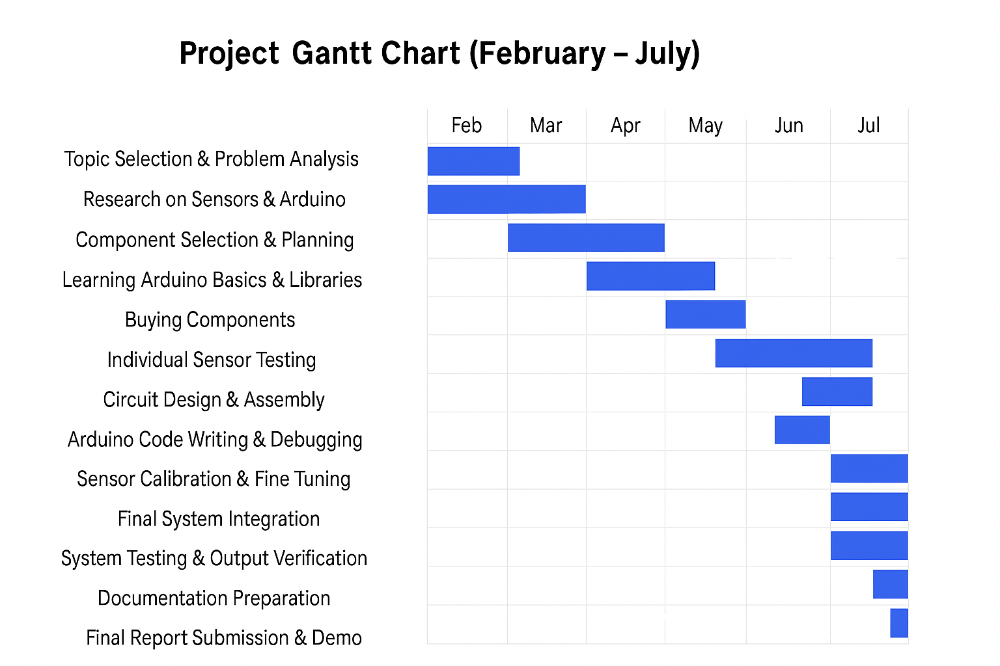 Project Gantt Chart (February – July)
Feb Mar Apr May Jun Jul
Topic Selection & Problem Analysis
Research on Sensors & Arduino
Component Selection & Planning
Learning Arduino Basics & Libraries
Buying Components
Individual Sensor Testing
Circuit Design & Assembly
Arduino Code Writing & Debugging
Sensor Calibration & Fine Tuning
Final System Integration
System Testing & Output Verification
Documentation Preparation
Final Report Submission & Demo